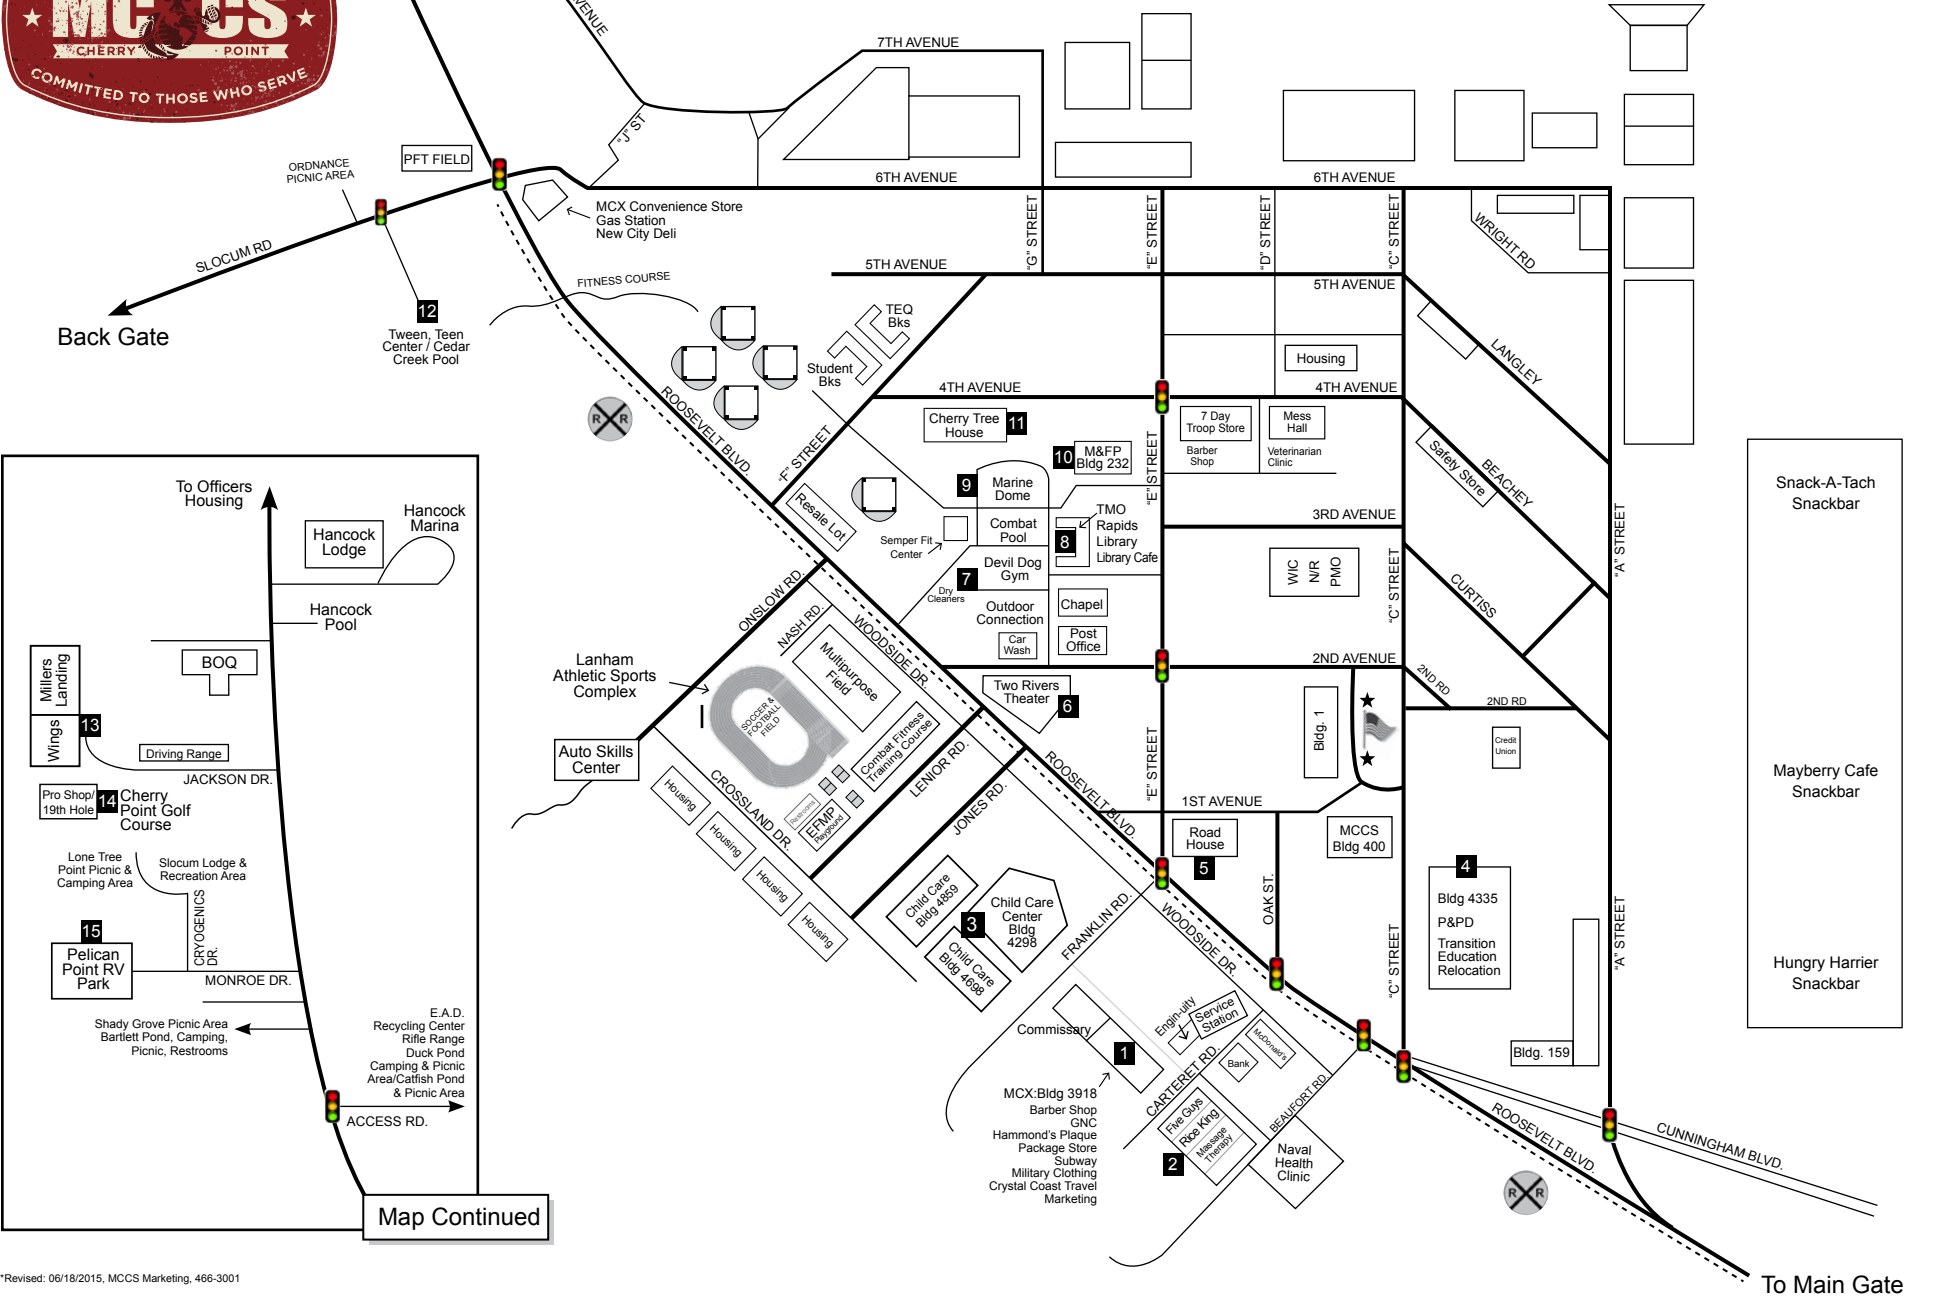 MCCS
CHERRY POINT
COMMITTED TO THOSE WHO SERVE
VENUE
7TH AVENUE
"J" ST
ORDNANCE
PICNIC AREA
PFT FIELD
6TH AVENUE
6TH AVENUE
MCX Convenience Store
Gas Station
New City Deli
SLOCUM RD
"G" STREET
"E" STREET
"D" STREET
"C" STREET
WRIGHT RD
5TH AVENUE
FITNESS COURSE
5TH AVENUE
12
Tween, Teen
Center / Cedar
Creek Pool
Back Gate
TEQ
Bks
Student
Bks
Housing
LANGLEY
4TH AVENUE
4TH AVENUE
R R
ROOSEVELT BLVD.
"F" STREET
Cherry Tree
House
11
7 Day
Troop Store
Mess
Hall
Barber
Shop
Veterinarian
Clinic
10
M&FP
Bldg 232
"E" STREET
Safety Store
BEACHEY
9
Marine
Dome
Resale Lot
Combat
Pool
Semper Fit
Center
8
TMO
Rapids
Library
Library Cafe
3RD AVENUE
"A" STREET
Snack-A-Tach
Snackbar
7
Devil Dog
Gym
Dry
Cleaners
Outdoor
Connection
Car
Wash
Chapel
Post
Office
WIC
N/R
PMO
"C" STREET
CURTISS
ONSLOW RD.
NASH RD.
WOODSIDE DR.
2ND AVENUE
2ND RD
2ND RD
Lanham
Athletic Sports
Complex
Multipurpose
Field
SOCCER &
FOOTBALL
FIELD
Two Rivers
Theater
6
Bldg. 1
Credit
Union
Auto Skills
Center
Combat Fitness
Training Course
Restrooms
EFMP
Playground
LENIOR RD.
JONES RD.
CROSSLAND DR.
Housing
Housing
Housing
Housing
ROOSEVELT BLVD.
"E" STREET
1ST AVENUE
Mayberry Cafe
Snackbar
Road
House
5
OAK ST.
MCCS
Bldg 400
4
Bldg 4335
P&PD
Transition
Education
Relocation
"C" STREET
"A" STREET
Child Care
Bldg 4859
3
Child Care
Center
Bldg
4298
Child Care
Bldg 4698
FRANKLIN RD.
WOODSIDE DR.
Hungry Harrier
Snackbar
Commissary
1
Engin-uity
Service
Station
McDonald's
Bank
CARTERET RD.
BEAUFORT RD.
Bldg. 159
MCX:Bldg 3918
Barber Shop
GNC
Hammond's Plaque
Package Store
Subway
Military Clothing
Crystal Coast Travel
Marketing
2
Five Guys
Rice King
Massage
Therapy
Naval
Health
Clinic
ROOSEVELT BLVD.
CUNNINGHAM BLVD.
R R
To Main Gate
To Officers
Housing
Hancock
Lodge
Hancock
Marina
Hancock
Pool
Millers
Landing
Wings
13
BOQ
Driving Range
JACKSON DR.
Pro Shop/
19th Hole
14
Cherry
Point Golf
Course
Lone Tree
Point Picnic &
Camping Area
Slocum Lodge &
Recreation Area
CRYOGENICS
DR.
15
Pelican
Point RV
Park
MONROE DR.
Shady Grove Picnic Area
Bartlett Pond, Camping,
Picnic, Restrooms
E.A.D.
Recycling Center
Rifle Range
Duck Pond
Camping & Picnic
Area/Catfish Pond
& Picnic Area
ACCESS RD.
Map Continued
*Revised: 06/18/2015, MCCS Marketing, 466-3001